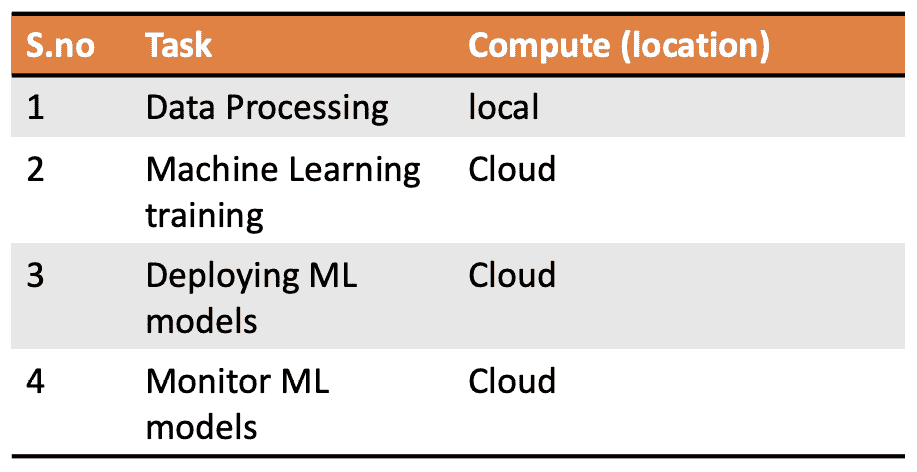 S.no Task Compute (location)
1 Data Processing local
2 Machine Learning Cloud
training
3 Deploying ML Cloud
models
4 Monitor ML Cloud
models